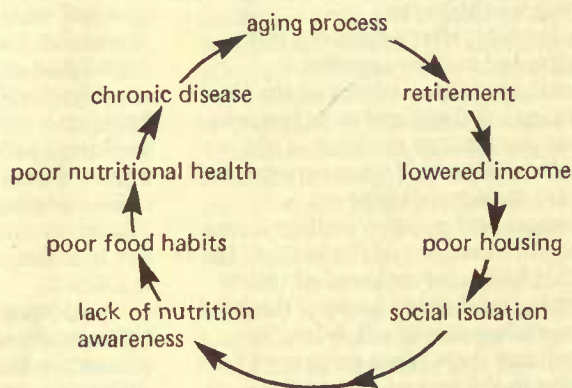 aging process
retirement
lowered income
poor housing
social isolation
lack of nutrition
awareness
poor food habits
poor nutritional health
chronic disease